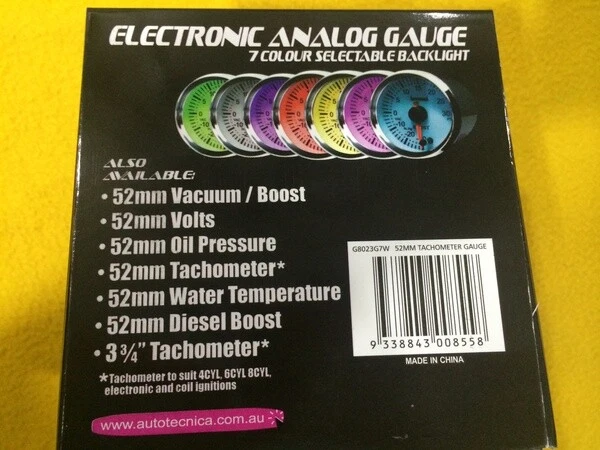 ELECTRONIC ANALOG GAUGE
7 COLOUR SELECTABLE BACKLIGHT
ALSO
AVAILABLE:
• 52mm Vacuum / Boost
• 52mm Volts
• 52mm Oil Pressure
• 52mm Tachometer*
• 52mm Water Temperature
• 52mm Diesel Boost
• 3 3/4" Tachometer*
*Tachometer to suit 4CYL, 6CYL 8CYL,
electronic and coil ignitions
www.autotecnica.com.au
G8023G7W 52MM TACHOMETER GAUGE
9 338843 008558
MADE IN CHINA